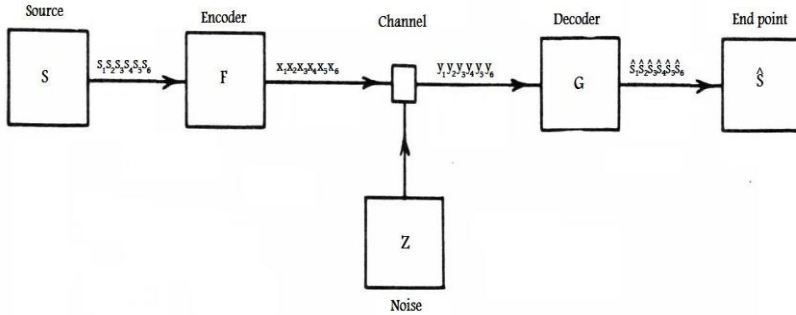 Source
Encoder
Channel
Decoder
End point
S
S₁S₂S₃S₄S₅S₆
F
X₁X₂X₃X₄X₅X₆
y₁y₂y₃y₄y₅y₆
G
Ŝ₁Ŝ₂Ŝ₃Ŝ₄Ŝ₅Ŝ₆
Ŝ
Z
Noise